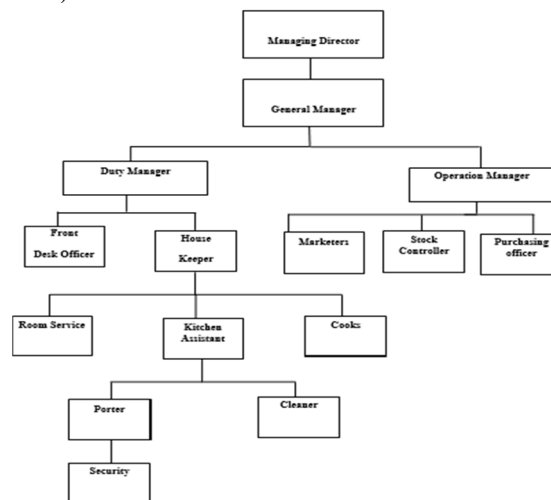 Managing Director
General Manager
Duty Manager
Operation Manager
Front
Desk Officer
House
Keeper
Marketers
Stock
Controller
Purchasing
officer
Room Service
Kitchen
Assistant
Cooks
Porter
Cleaner
Security